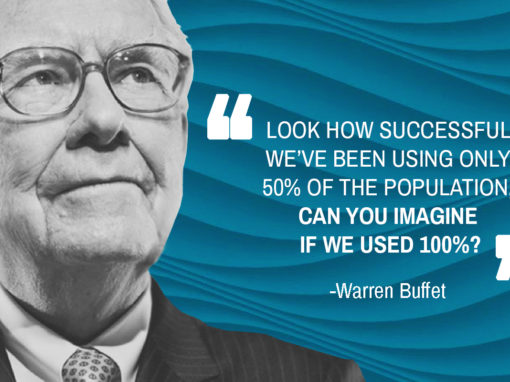 “
LOOK HOW SUCCESSFUL
WE’VE BEEN USING ONLY
50% OF THE POPULATION.
CAN YOU IMAGINE
IF WE USED 100%?
”
-Warren Buffet